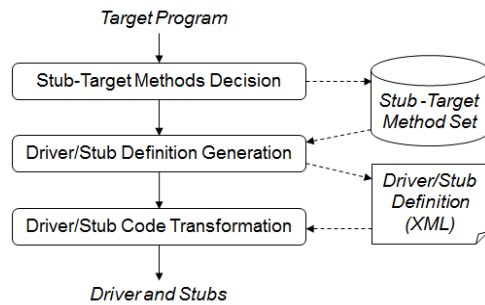 Target Program
Stub-Target Methods Decision
Stub -Target
Method Set
Driver/Stub Definition Generation
Driver/Stub
Definition
(XML)
Driver/Stub Code Transformation
Driver and Stubs